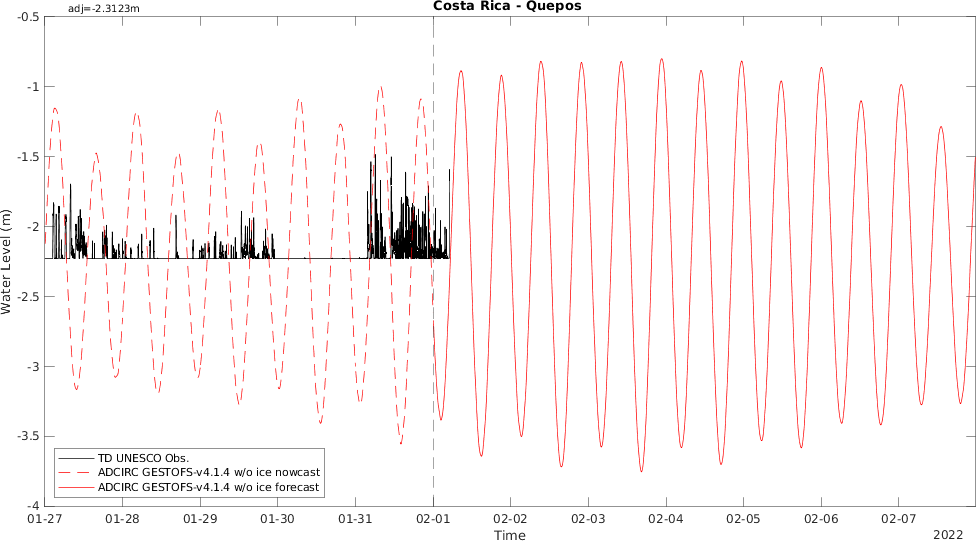 Costa Rica - Quepos
adj=-2.3123m
-0.5
-1
-1.5
-2
-2.5
-3
-3.5
-4
Water Level (m)
TD UNESCO Obs.
ADCIRC GESTOFS-v4.1.4 w/o ice nowcast
ADCIRC GESTOFS-v4.1.4 w/o ice forecast
01-27 01-28 01-29 01-30 01-31 02-01 02-02 02-03 02-04 02-05 02-06 02-07
Time
2022